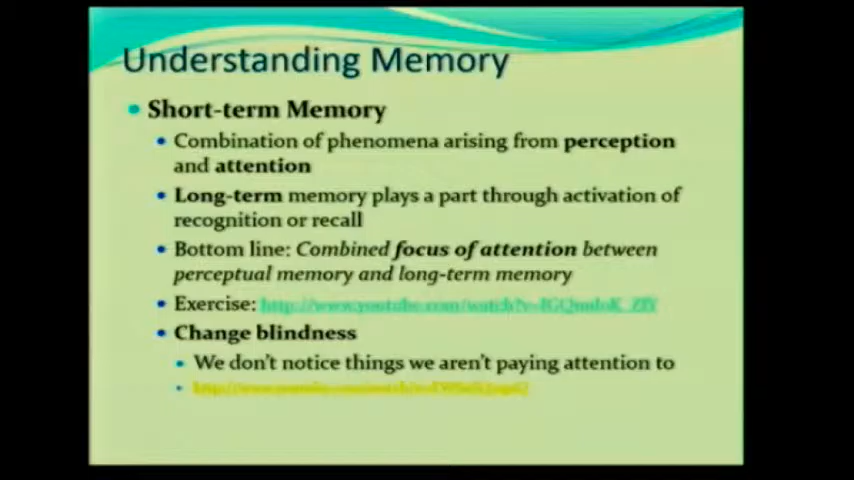 Understanding Memory
Short-term Memory
Combination of phenomena arising from perception
and attention
Long-term memory plays a part through activation of
recognition or recall
Bottom line: Combined focus of attention between
perceptual memory and long-term memory
Exercise:
Change blindness
We don't notice things we aren't paying attention to